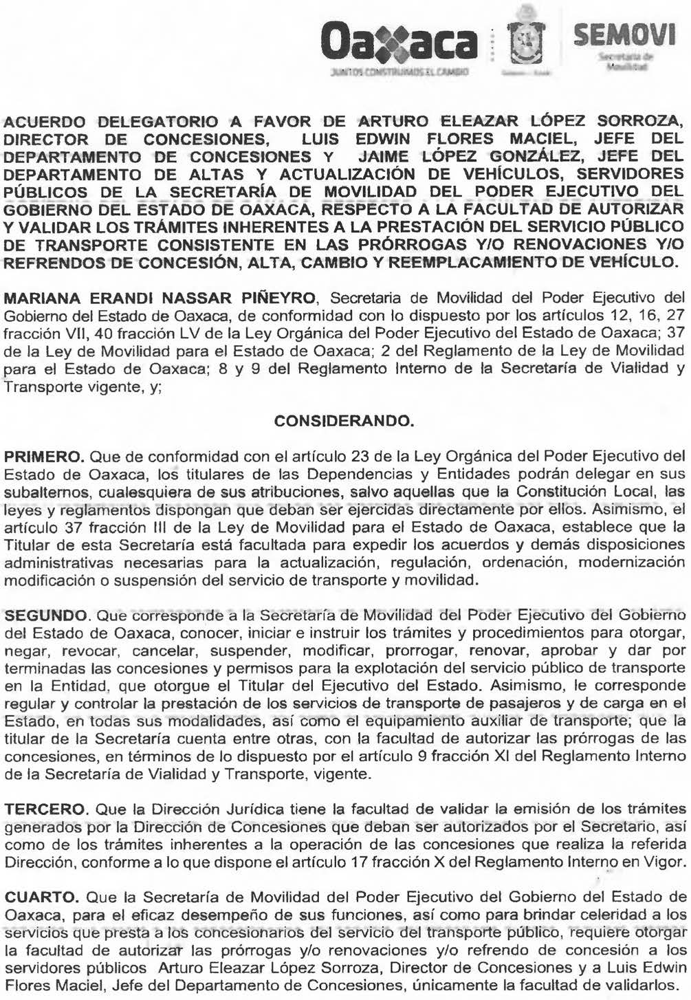 Oaxaca
JUNTOS CONSTRUIMOS EL CAMBIO
SEMOVI
Secretaría de
Movilidad
ACUERDO DELEGATORIO A FAVOR DE ARTURO ELEAZAR LÓPEZ SORROZA,
DIRECTOR DE CONCESIONES, LUIS EDWIN FLORES MACIEL, JEFE DEL
DEPARTAMENTO DE CONCESIONES Y JAIME LÓPEZ GONZÁLEZ, JEFE DEL
DEPARTAMENTO DE ALTAS Y ACTUALIZACIÓN DE VEHÍCULOS, SERVIDORES
PÚBLICOS DE LA SECRETARÍA DE MOVILIDAD DEL PODER EJECUTIVO DEL
GOBIERNO DEL ESTADO DE OAXACA, RESPECTO A LA FACULTAD DE AUTORIZAR
Y VALIDAR LOS TRÁMITES INHERENTES A LA PRESTACIÓN DEL SERVICIO PÚBLICO
DE TRANSPORTE CONSISTENTE EN LAS PRÓRROGAS Y/O RENOVACIONES Y/O
REFRENDOS DE CONCESIÓN, ALTA, CAMBIO Y REEMPLACAMIENTO DE VEHÍCULO.
MARIANA ERANDI NASSAR PIÑEYRO, Secretaria de Movilidad del Poder Ejecutivo del
Gobierno del Estado de Oaxaca, de conformidad con lo dispuesto por los artículos 12, 16, 27
fracción VII, 40 fracción LV de la Ley Orgánica del Poder Ejecutivo del Estado de Oaxaca; 37
de la Ley de Movilidad para el Estado de Oaxaca; 2 del Reglamento de la Ley de Movilidad
para el Estado de Oaxaca; 8 y 9 del Reglamento Interno de la Secretaría de Vialidad y
Transporte vigente, y;
CONSIDERANDO.
PRIMERO. Que de conformidad con el artículo 23 de la Ley Orgánica del Poder Ejecutivo del
Estado de Oaxaca, los titulares de las Dependencias y Entidades podrán delegar en sus
subalternos, cualesquiera de sus atribuciones, salvo aquellas que la Constitución Local, las
leyes y reglamentos dispongan que deban ser ejercidas directamente por ellos. Asimismo, el
artículo 37 fracción III de la Ley de Movilidad para el Estado de Oaxaca, establece que la
Titular de esta Secretaría está facultada para expedir los acuerdos y demás disposiciones
administrativas necesarias para la actualización, regulación, ordenación, modernización
modificación o suspensión del servicio de transporte y movilidad.
SEGUNDO. Que corresponde a la Secretaría de Movilidad del Poder Ejecutivo del Gobierno
del Estado de Oaxaca, conocer, iniciar e instruir los trámites y procedimientos para otorgar,
negar, revocar, cancelar, suspender, modificar, prorrogar, renovar, aprobar y dar por
terminadas las concesiones y permisos para la explotación del servicio público de transporte
en la Entidad, que otorgue el Titular del Ejecutivo del Estado. Asimismo, le corresponde
regular y controlar la prestación de los servicios de transporte de pasajeros y de carga en el
Estado, en todas sus modalidades, así como el equipamiento auxiliar de transporte; que la
titular de la Secretaría cuenta entre otras, con la facultad de autorizar las prórrogas de las
concesiones, en términos de lo dispuesto por el artículo 9 fracción XI del Reglamento Interno
de la Secretaría de Vialidad y Transporte, vigente.
TERCERO. Que la Dirección Jurídica tiene la facultad de validar la emisión de los trámites
generados por la Dirección de Concesiones que deban ser autorizados por el Secretario, así
como de los trámites inherentes a la operación de las concesiones que realiza la referida
Dirección, conforme a lo que dispone el artículo 17 fracción X del Reglamento Interno en Vigor.
CUARTO. Que la Secretaría de Movilidad del Poder Ejecutivo del Gobierno del Estado de
Oaxaca, para el eficaz desempeño de sus funciones, así como para brindar celeridad a los
servicios que presta a los concesionarios del servicio del transporte público, requiere otorgar
la facultad de autorizar las prórrogas y/o renovaciones y/o refrendo de concesión a los
servidores públicos Arturo Eleazar López Sorroza, Director de Concesiones y a Luis Edwin
Flores Maciel, Jefe del Departamento de Concesiones, únicamente la facultad de validarlos.